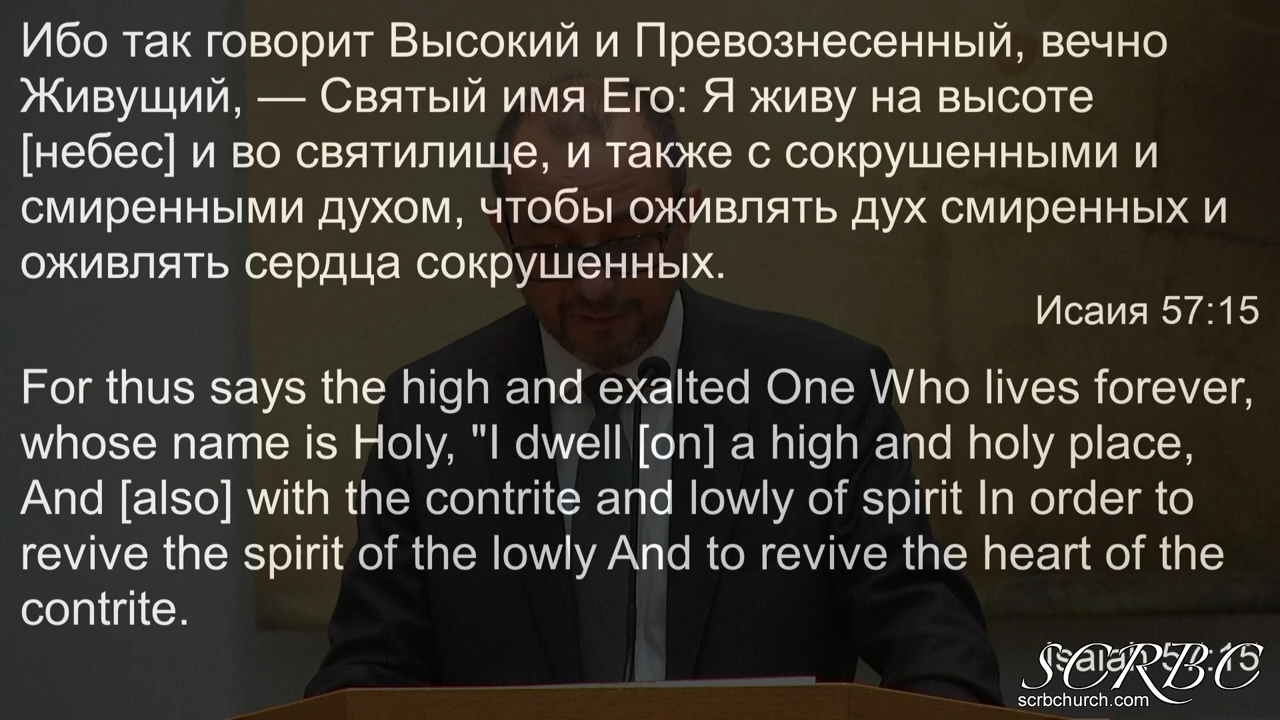 Ибо так говорит Высокий и Превознесенный, вечно
Живущий, — Святый имя Его: Я живу на высоте
[небес] и во святилище, и также с сокрушенными и
смиренными духом, чтобы оживлять дух смиренных и
оживлять сердца сокрушенных.
Исаия 57:15
For thus says the high and exalted One Who lives forever,
whose name is Holy, "I dwell [on] a high and holy place,
And [also] with the contrite and lowly of spirit In order to
revive the spirit of the lowly And to revive the heart of the
contrite.
Isaiah 57:15
SCRBC
scrbchurch.com